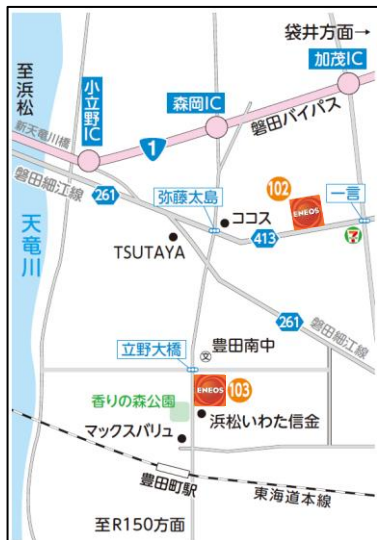 袋井方面→
加茂IC
至浜松
小立野IC
森岡IC
磐田バイパス
新天竜川橋
1
磐田細江線
261
弥藤太島
ココス
102
ENEOS
一言
天竜川
TSUTAYA
413
7
261
磐田細江線
立野大橋
豊田南中
文
ENEOS
103
香りの森公園
浜松いわた信金
マックスバリュ
豊田町駅
東海道本線
至R150方面